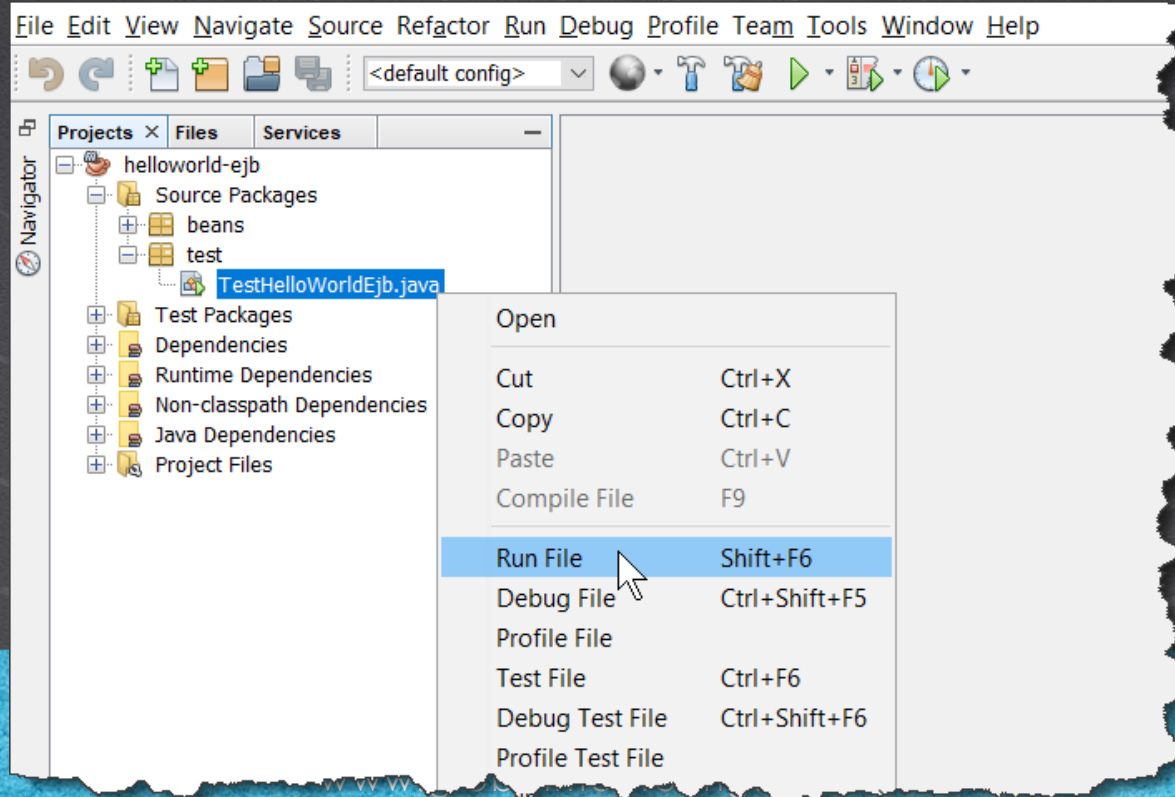 File Edit View Navigate Source Refactor Run Debug Profile Team Tools Window Help
<default config>
Projects Files Services
Navigator
helloworld-ejb
Source Packages
beans
test
TestHelloWorldEjb.java
Test Packages
Dependencies
Runtime Dependencies
Non-classpath Dependencies
Java Dependencies
Project Files
Open
Cut Ctrl+X
Copy Ctrl+C
Paste Ctrl+V
Compile File F9
Run File Shift+F6
Debug File Ctrl+Shift+F5
Profile File
Test File Ctrl+F6
Debug Test File Ctrl+Shift+F6
Profile Test File